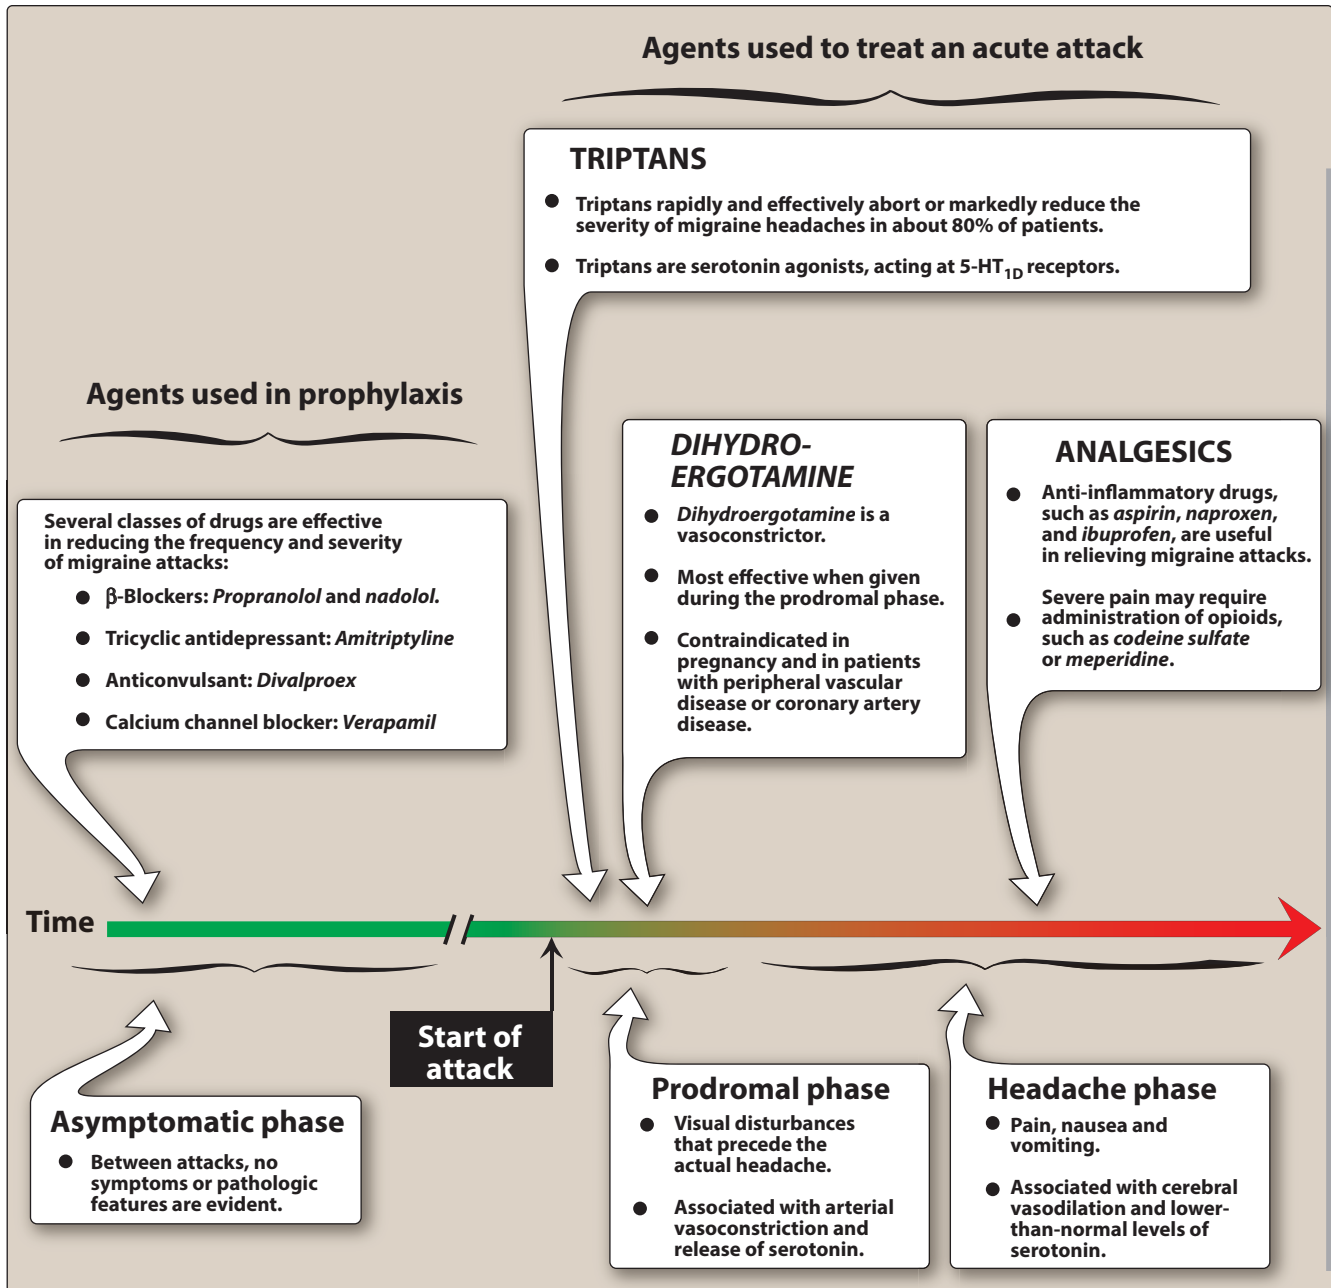 Agents used to treat an acute attack
TRIPTANS
● Triptans rapidly and effectively abort or markedly reduce the
severity of migraine headaches in about 80% of patients.
● Triptans are serotonin agonists, acting at 5-HT1D receptors.
Agents used in prophylaxis
Several classes of drugs are effective
in reducing the frequency and severity
of migraine attacks:
● β-Blockers: Propranolol and nadolol.
● Tricyclic antidepressant: Amitriptyline
● Anticonvulsant: Divalproex
● Calcium channel blocker: Verapamil
DIHYDRO-
ERGOTAMINE
● Dihydroergotamine is a
vasoconstrictor.
● Most effective when given
during the prodromal phase.
● Contraindicated in
pregnancy and in patients
with peripheral vascular
disease or coronary artery
disease.
ANALGESICS
● Anti-inflammatory drugs,
such as aspirin, naproxen,
and ibuprofen, are useful
in relieving migraine attacks.
● Severe pain may require
administration of opioids,
such as codeine sulfate
or meperidine.
Time
Start of
attack
Asymptomatic phase
● Between attacks, no
symptoms or pathologic
features are evident.
Prodromal phase
● Visual disturbances
that precede the
actual headache.
● Associated with arterial
vasoconstriction and
release of serotonin.
Headache phase
● Pain, nausea and
vomiting.
● Associated with cerebral
vasodilation and lower-
than-normal levels of
serotonin.